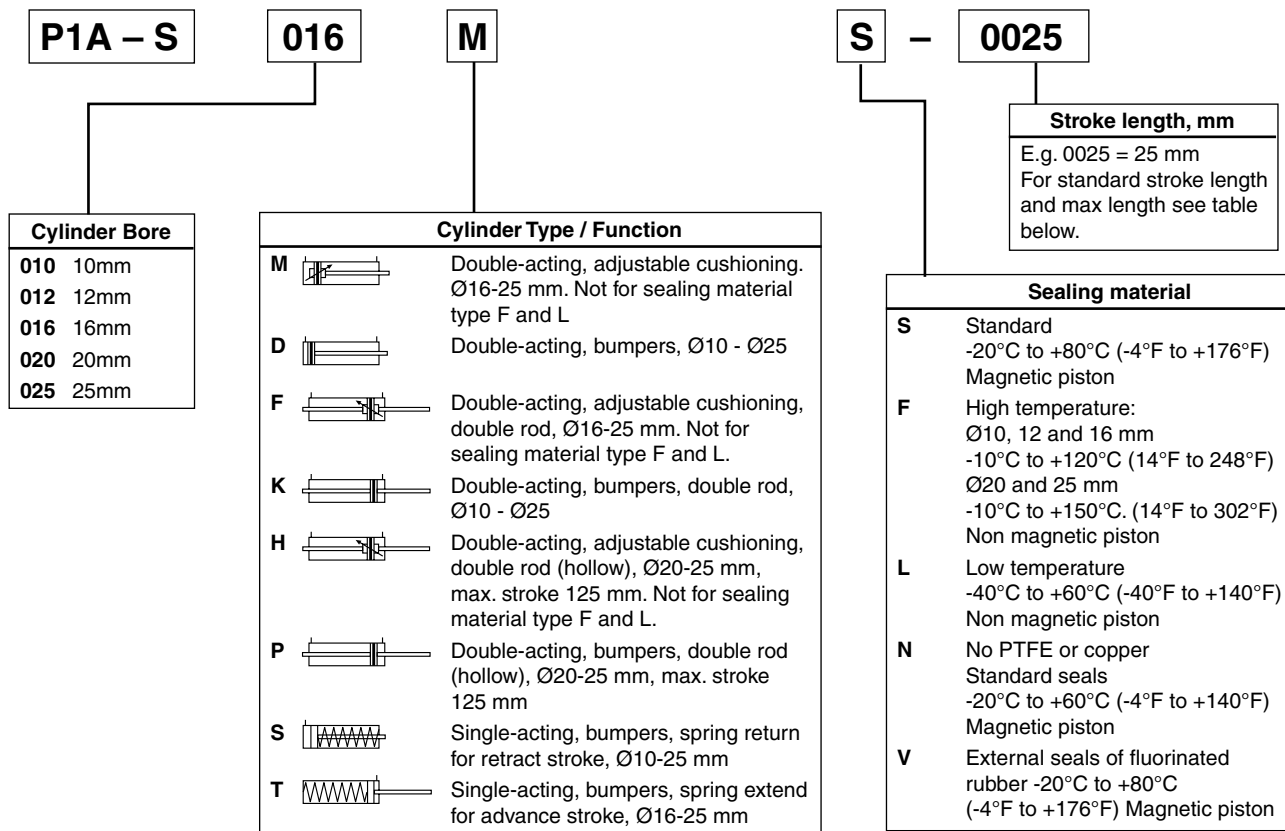 P1A – S 016 M S – 0025
Stroke length, mm
E.g. 0025 = 25 mm
For standard stroke length
and max length see table
below.
Cylinder Bore
010 10mm
012 12mm
016 16mm
020 20mm
025 25mm
Cylinder Type / Function
M Double-acting, adjustable cushioning.
Ø16-25 mm. Not for sealing material
type F and L
D Double-acting, bumpers, Ø10 - Ø25
F Double-acting, adjustable cushioning,
double rod, Ø16-25 mm. Not for
sealing material type F and L.
K Double-acting, bumpers, double rod,
Ø10 - Ø25
H Double-acting, adjustable cushioning,
double rod (hollow), Ø20-25 mm,
max. stroke 125 mm. Not for sealing
material type F and L.
P Double-acting, bumpers, double rod
(hollow), Ø20-25 mm, max. stroke
125 mm
S Single-acting, bumpers, spring return
for retract stroke, Ø10-25 mm
T Single-acting, bumpers, spring extend
for advance stroke, Ø16-25 mm
Sealing material
S Standard
-20°C to +80°C (-4°F to +176°F)
Magnetic piston
F High temperature:
Ø10, 12 and 16 mm
-10°C to +120°C (14°F to 248°F)
Ø20 and 25 mm
-10°C to +150°C. (14°F to 302°F)
Non magnetic piston
L Low temperature
-40°C to +60°C (-40°F to +140°F)
Non magnetic piston
N No PTFE or copper
Standard seals
-20°C to +60°C (-4°F to +140°F)
Magnetic piston
V External seals of fluorinated
rubber -20°C to +80°C
(-4°F to +176°F) Magnetic piston